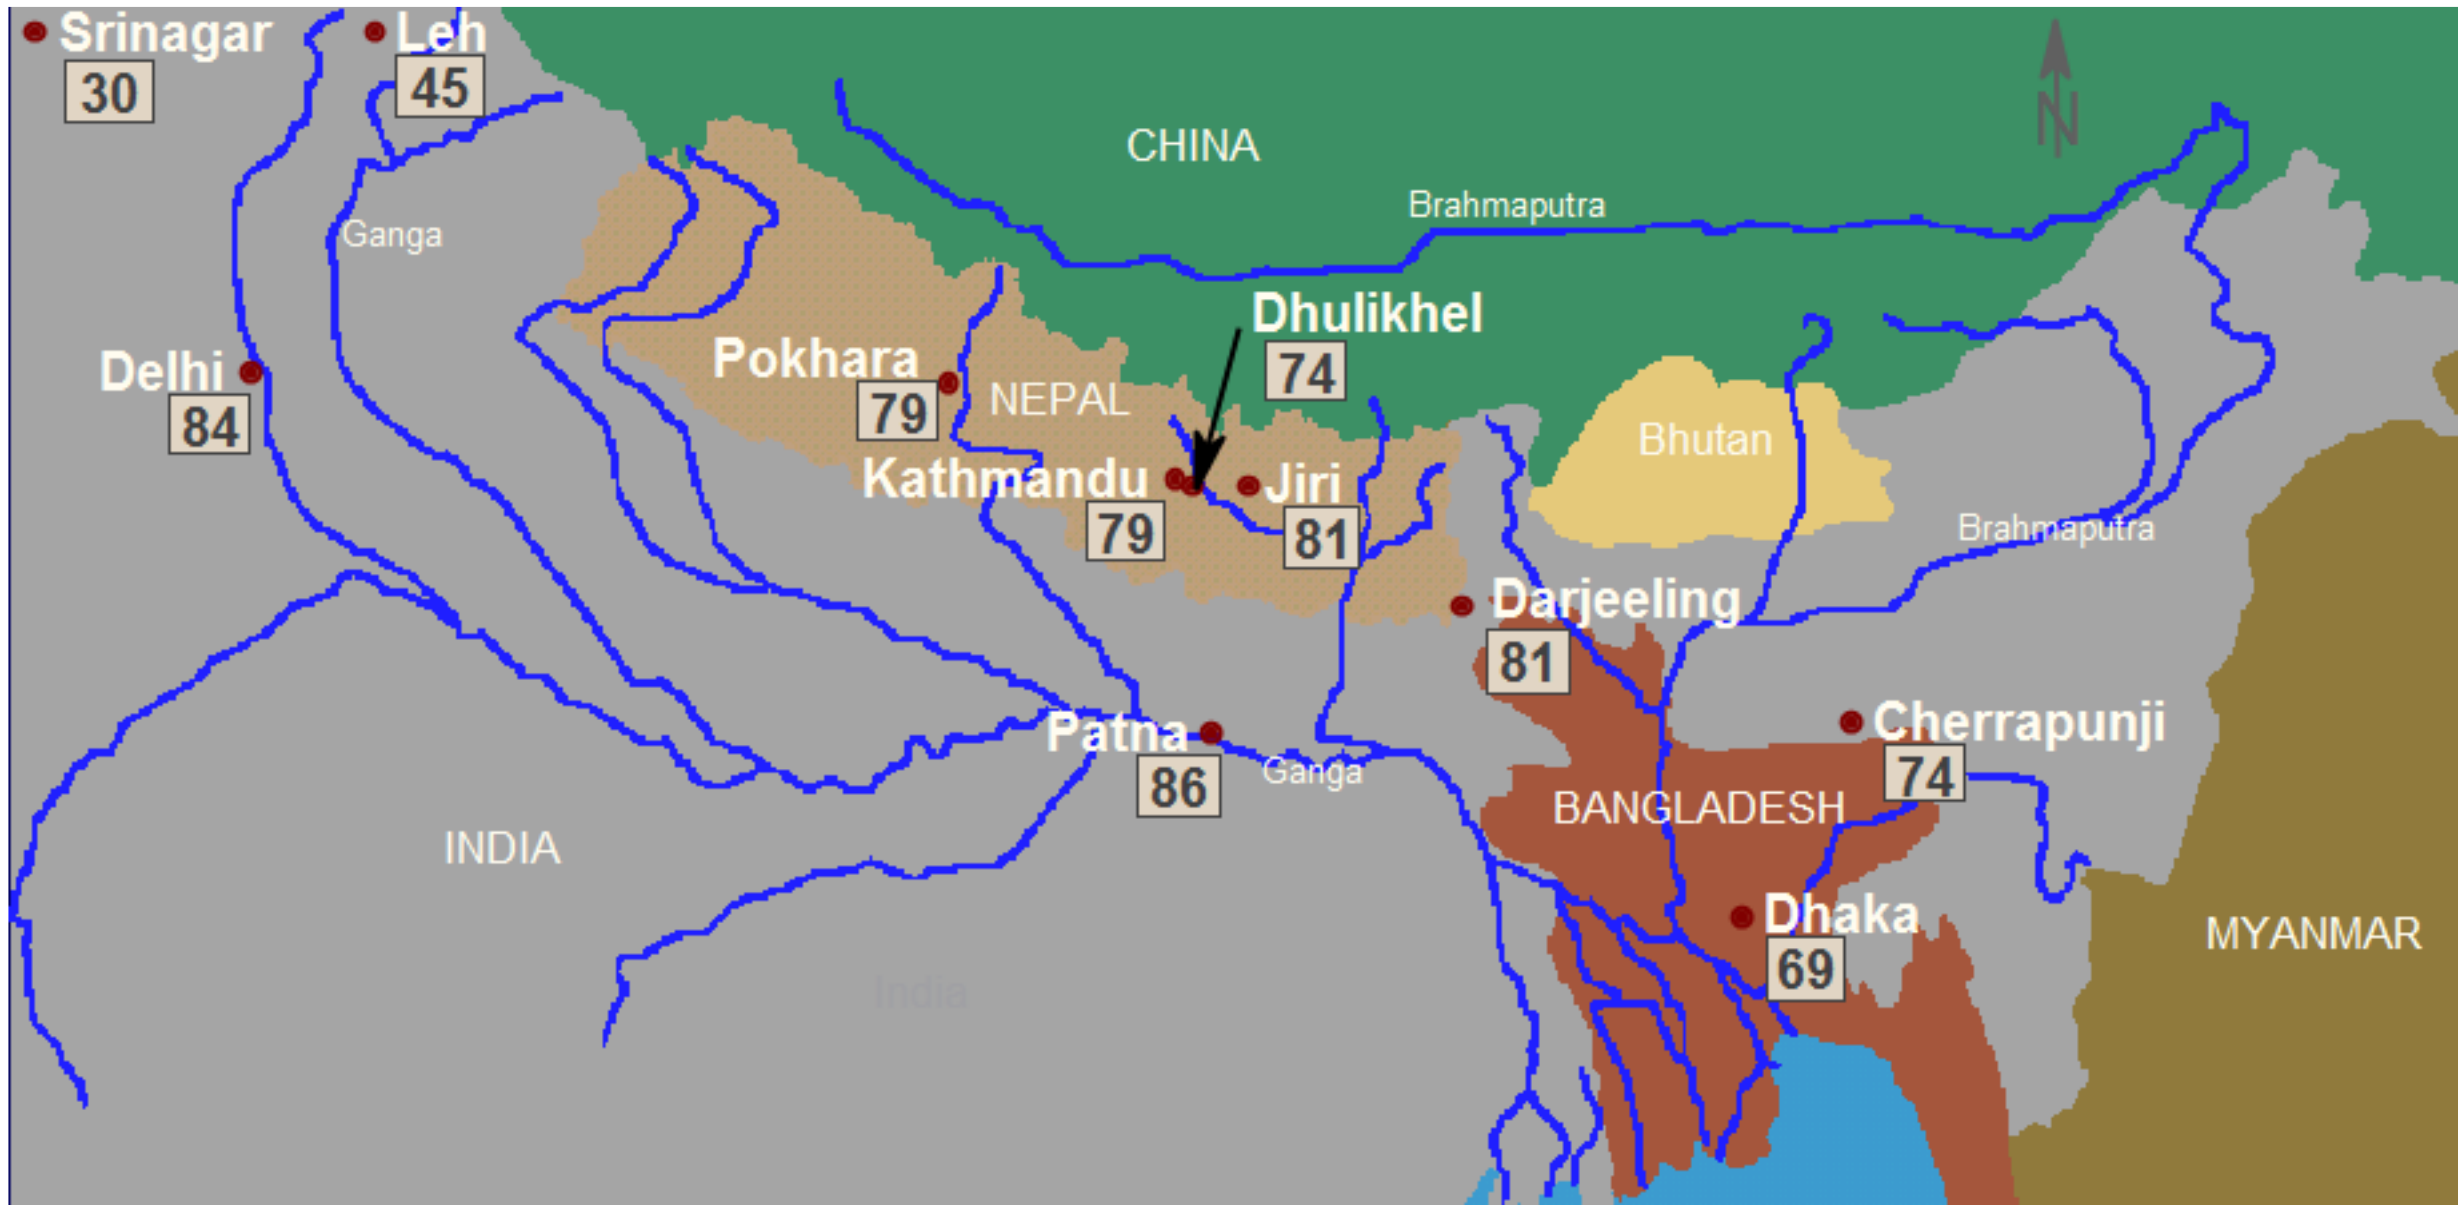 Srinagar
30
Leh
45
N
CHINA
Brahmaputra
Ganga
Dhulikhel
74
Delhi
84
Pokhara
79
NEPAL
Bhutan
Kathmandu
79
Jiri
81
Brahmaputra
Darjeeling
81
Patna
86
Ganga
Cherrapunji
74
BANGLADESH
INDIA
Dhaka
69
MYANMAR
India